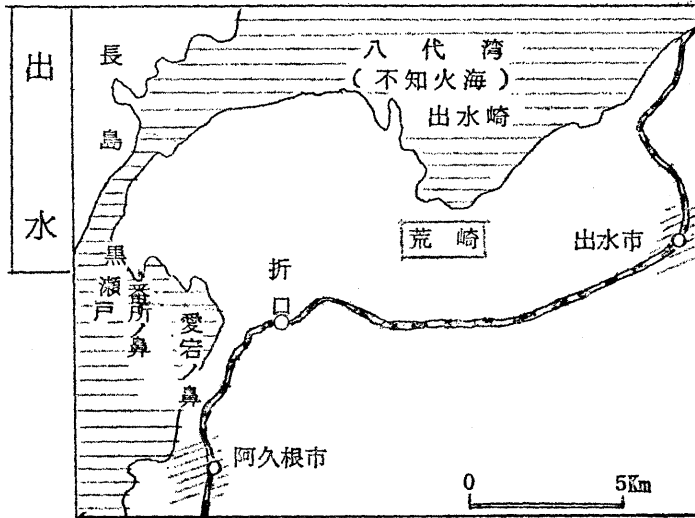 出水
長島
八代湾
(不知火海)
出水崎
荒崎
出水市
折口
黒瀬戸
番所ノ鼻
愛宕ノ鼻
阿久根市
0 5Km